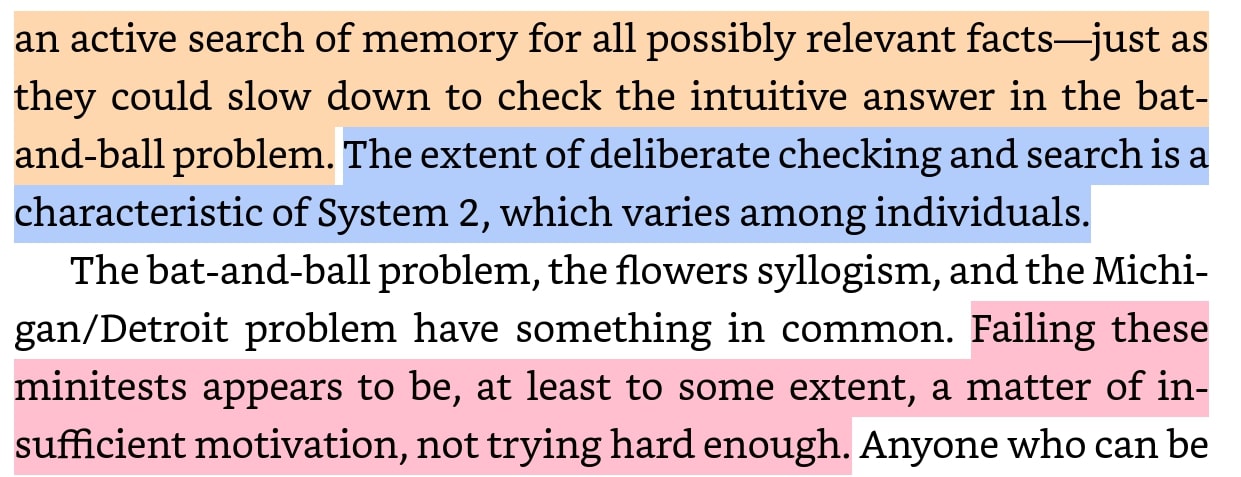 an active search of memory for all possibly relevant facts—just as
they could slow down to check the intuitive answer in the bat-
and-ball problem. The extent of deliberate checking and search is a
characteristic of System 2, which varies among individuals.
The bat-and-ball problem, the flowers syllogism, and the Michi-
gan/Detroit problem have something in common. Failing these
minitests appears to be, at least to some extent, a matter of in-
sufficient motivation, not trying hard enough. Anyone who can be